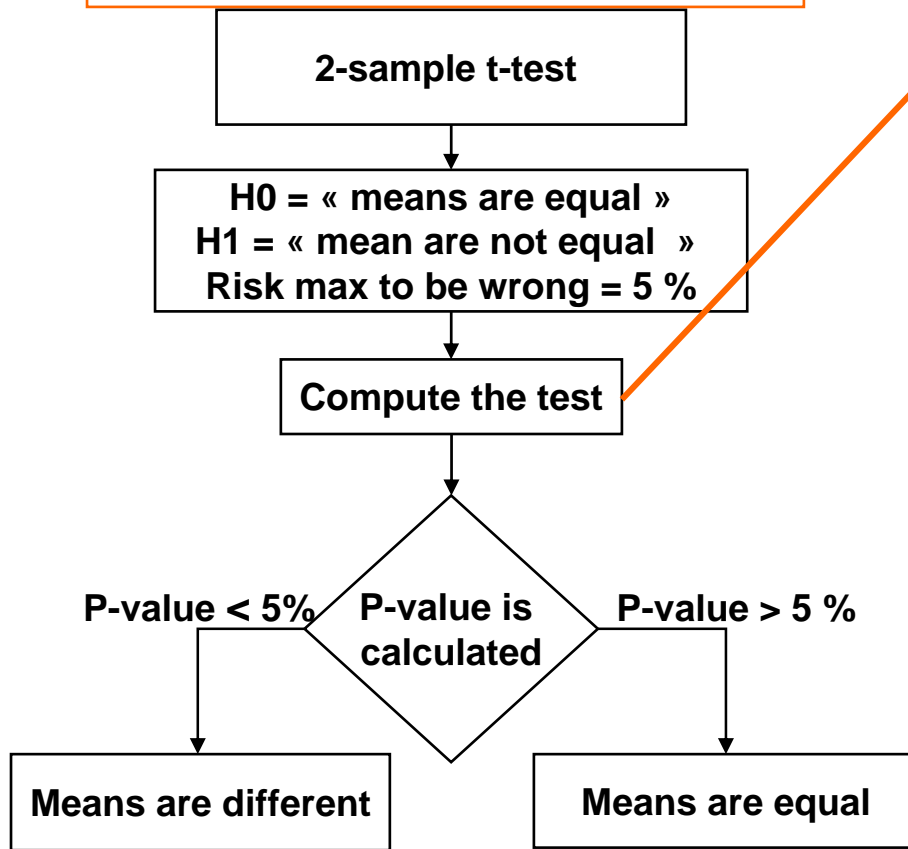 2-sample t-test
H0 = « means are equal »
H1 = « mean are not equal »
Risk max to be wrong = 5 %
Compute the test
P-value < 5%
P-value is
calculated
P-value > 5 %
Means are different
Means are equal